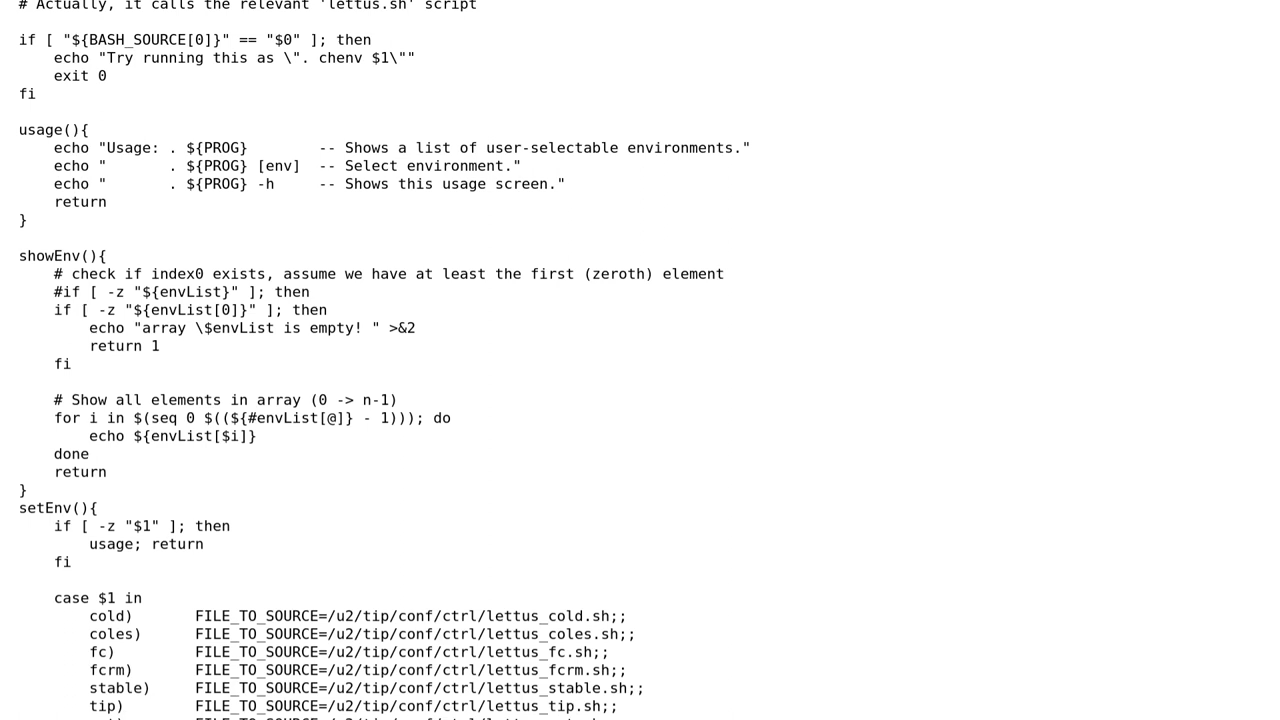 # Actually, it calls the relevant 'lettus.sh' script

if [ "${BASH_SOURCE[0]}" == "$0" ]; then
    echo "Try running this as \". chenv $1\""
    exit 0
fi

usage(){
    echo "Usage: . ${PROG}        -- Shows a list of user-selectable environments."
    echo "       . ${PROG} [env]  -- Select environment."
    echo "       . ${PROG} -h     -- Shows this usage screen."
    return
}

showEnv(){
    # check if index0 exists, assume we have at least the first (zeroth) element
    #if [ -z "${envList}" ]; then
    if [ -z "${envList[0]}" ]; then
        echo "array \$envList is empty! " >&2
        return 1
    fi

    # Show all elements in array (0 -> n-1)
    for i in $(seq 0 $((${#envList[@]} - 1))); do
        echo ${envList[$i]}
    done
    return
}
setEnv(){
    if [ -z "$1" ]; then
        usage; return
    fi

    case $1 in
        cold)       FILE_TO_SOURCE=/u2/tip/conf/ctrl/lettus_cold.sh;;
        coles)      FILE_TO_SOURCE=/u2/tip/conf/ctrl/lettus_coles.sh;;
        fc)         FILE_TO_SOURCE=/u2/tip/conf/ctrl/lettus_fc.sh;;
        fcrm)       FILE_TO_SOURCE=/u2/tip/conf/ctrl/lettus_fcrm.sh;;
        stable)     FILE_TO_SOURCE=/u2/tip/conf/ctrl/lettus_stable.sh;;
        tip)        FILE_TO_SOURCE=/u2/tip/conf/ctrl/lettus_tip.sh;;